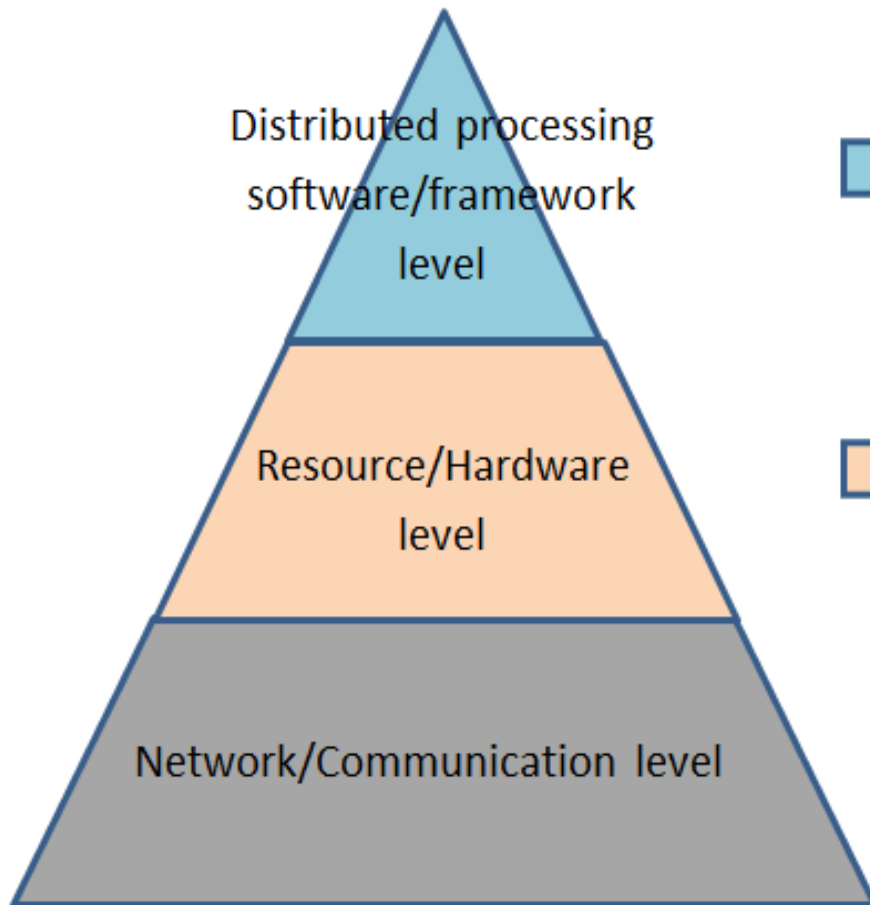 Distributed processing
software/framework
level
Resource/Hardware
level
Network/Communication level